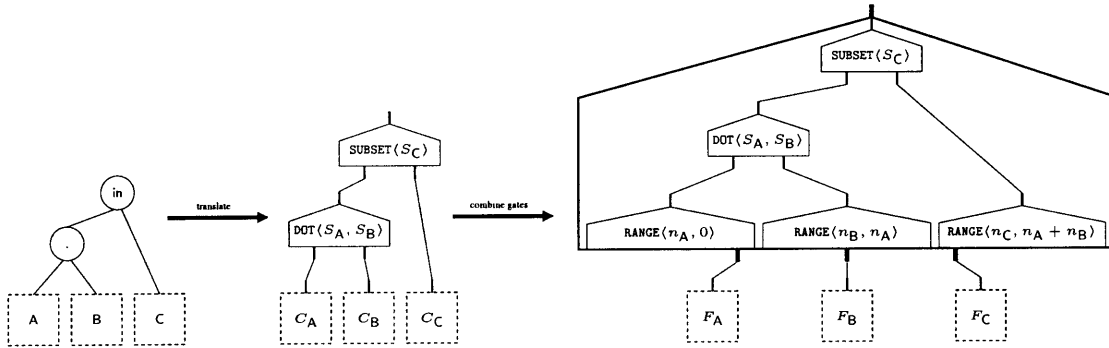 in
.
A
B
C
translate
SUBSET⟨S_C⟩
DOT⟨S_A, S_B⟩
C_A
C_B
C_C
combine gates
SUBSET⟨S_C⟩
DOT⟨S_A, S_B⟩
RANGE⟨n_A, 0⟩
RANGE⟨n_B, n_A⟩
RANGE⟨n_C, n_A + n_B⟩
F_A
F_B
F_C